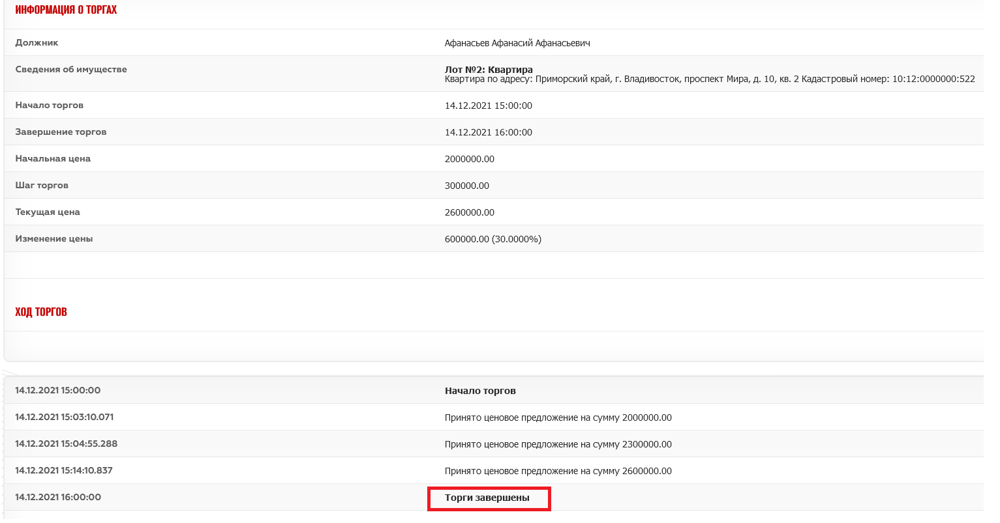 ИНФОРМАЦИЯ О ТОРГАХ
Должник Афанасьев Афанасий Афанасьевич
Сведения об имуществе Лот №2: Квартира
Квартира по адресу: Приморский край, г. Владивосток, проспект Мира, д. 10, кв. 2 Кадастровый номер: 10:12:0000000:522
Начало торгов 14.12.2021 15:00:00
Завершение торгов 14.12.2021 16:00:00
Начальная цена 2000000.00
Шаг торгов 300000.00
Текущая цена 2600000.00
Изменение цены 600000.00 (30.0000%)
ХОД ТОРГОВ
14.12.2021 15:00:00 Начало торгов
14.12.2021 15:03:10.071 Принято ценовое предложение на сумму 2000000.00
14.12.2021 15:04:55.288 Принято ценовое предложение на сумму 2300000.00
14.12.2021 15:14:10.837 Принято ценовое предложение на сумму 2600000.00
14.12.2021 16:00:00 Торги завершены